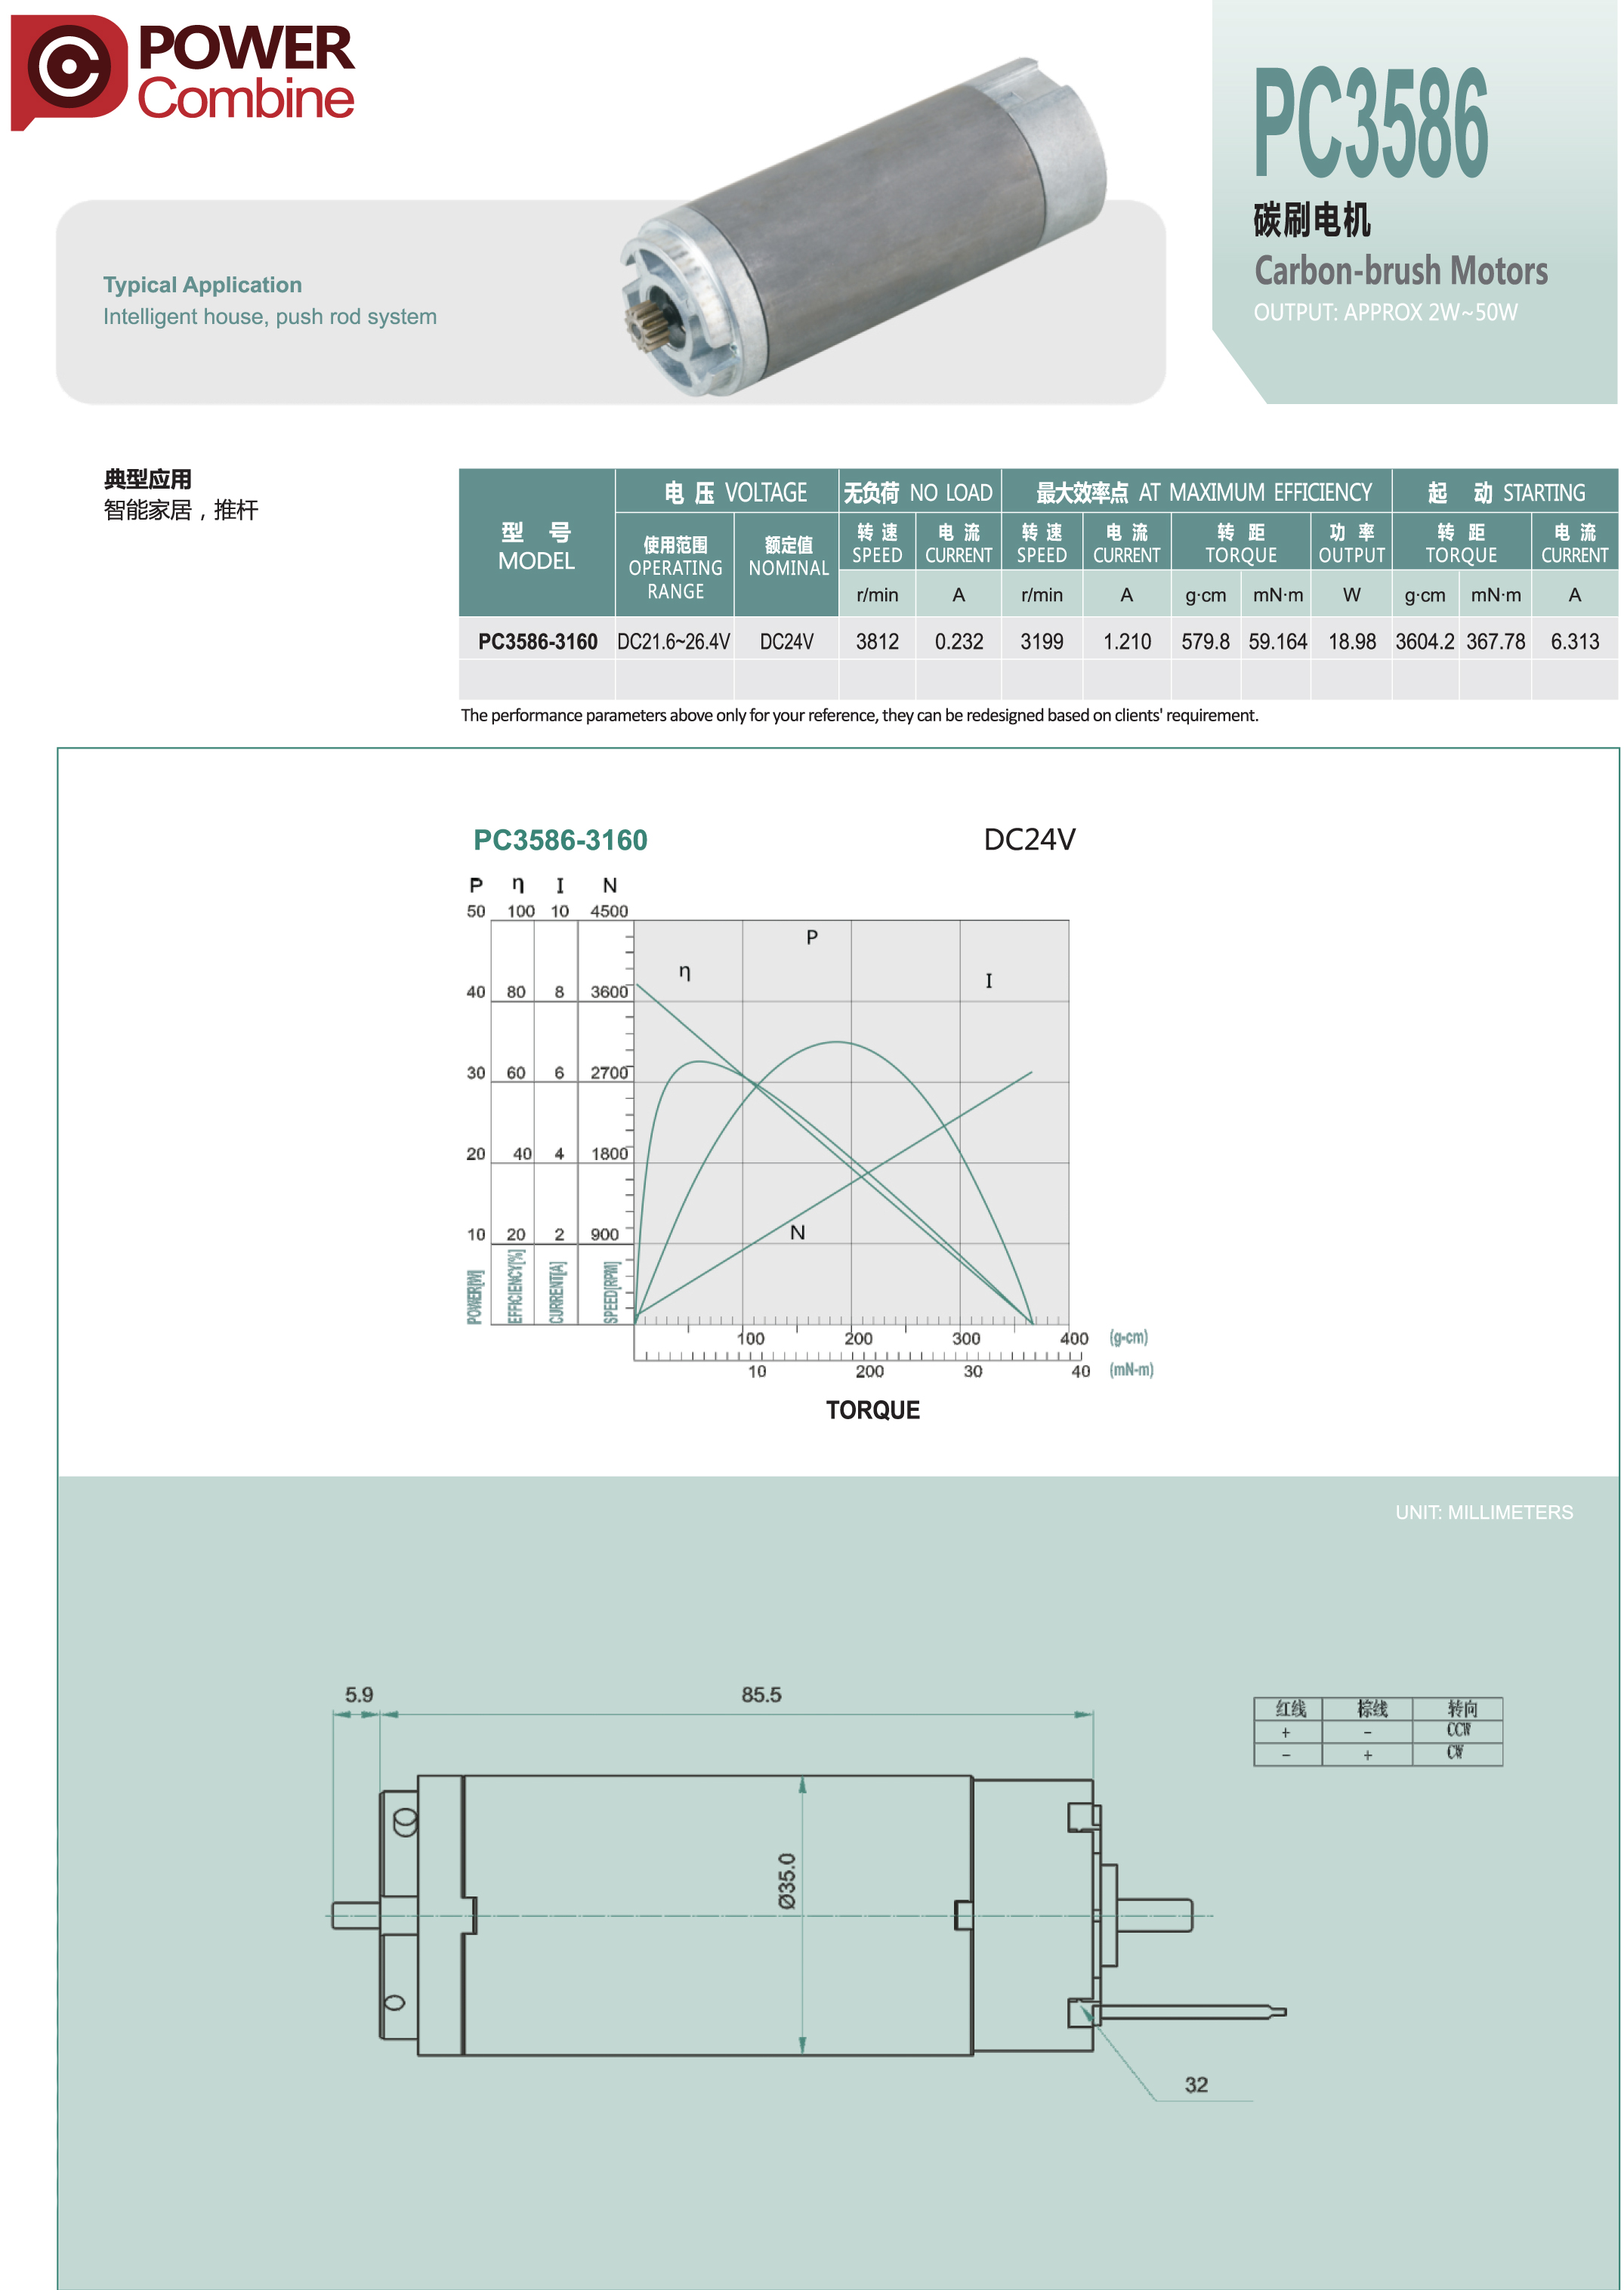 POWER
Combine
PC3586
碳刷电机
Carbon-brush Motors
OUTPUT: APPROX 2W~50W
Typical Application
Intelligent house, push rod system
典型应用
智能家居，推杆
型 号 MODEL
电 压 VOLTAGE
无负荷 NO LOAD
最大效率点 AT MAXIMUM EFFICIENCY
起 动 STARTING
使用范围 OPERATING RANGE
额定值 NOMINAL
转 速 SPEED
电 流 CURRENT
转 速 SPEED
电 流 CURRENT
转 距 TORQUE
功 率 OUTPUT
转 距 TORQUE
电 流 CURRENT
r/min A r/min A g·cm mN·m W g·cm mN·m A
PC3586-3160 DC21.6~26.4V DC24V 3812 0.232 3199 1.210 579.8 59.164 18.98 3604.2 367.78 6.313
The performance parameters above only for your reference, they can be redesigned based on clients' requirement.
PC3586-3160 DC24V
P η I N
50 100 10 4500
P
η
I
40 80 8 3600
30 60 6 2700
20 40 4 1800
N
10 20 2 900
POWER[W] EFFICIENCY[%] CURRENT[A] SPEED[RPM]
100 200 300 400 (g-cm)
10 200 30 40 (mN-m)
TORQUE
UNIT: MILLIMETERS
5.9 85.5
红线 棕线 转向
+ − CCW
− + CW
Ø35.0
32